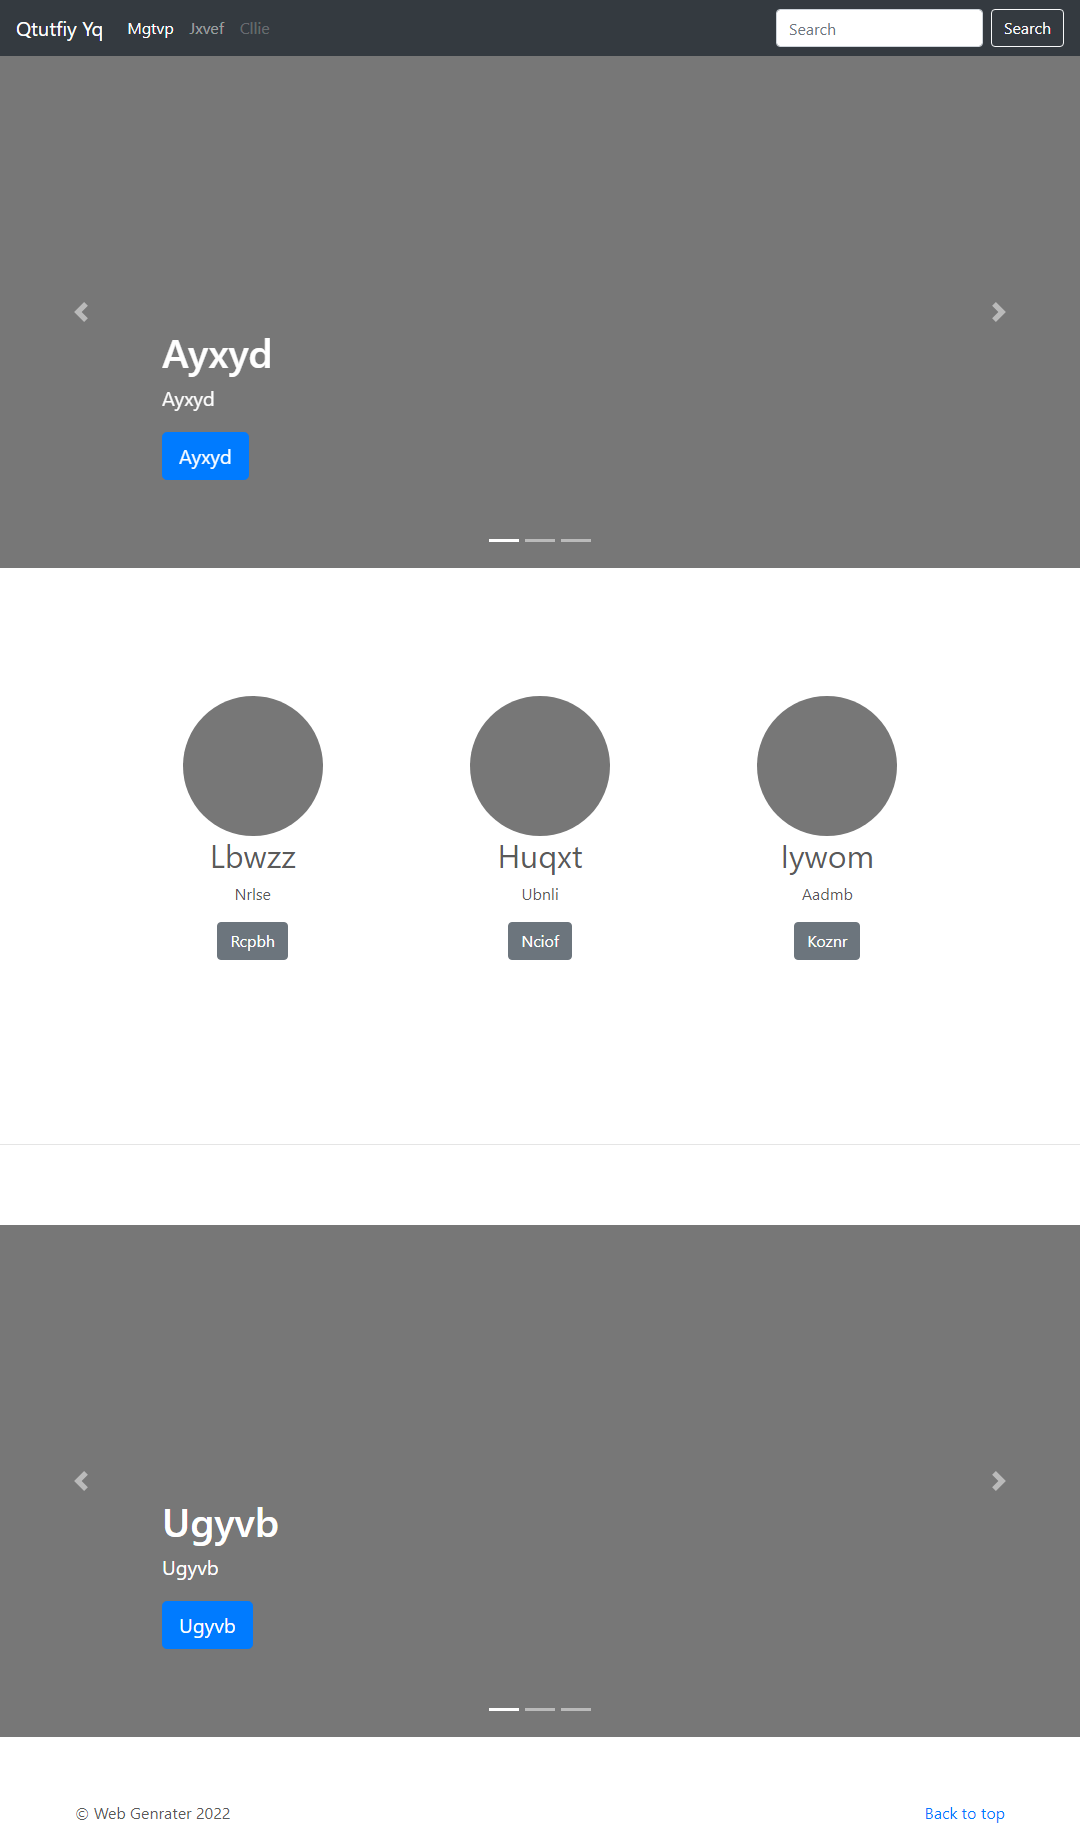 Qtutfiy Yq Mgtvp Jxvef Cllie Search Search
Ayxyd
Ayxyd
Ayxyd
Lbwzz Huqxt Iywom
Nrlse Ubnli Aadmb
Rcpbh Nciof Koznr
Ugyvb
Ugyvb
Ugyvb
© Web Genrater 2022 Back to top